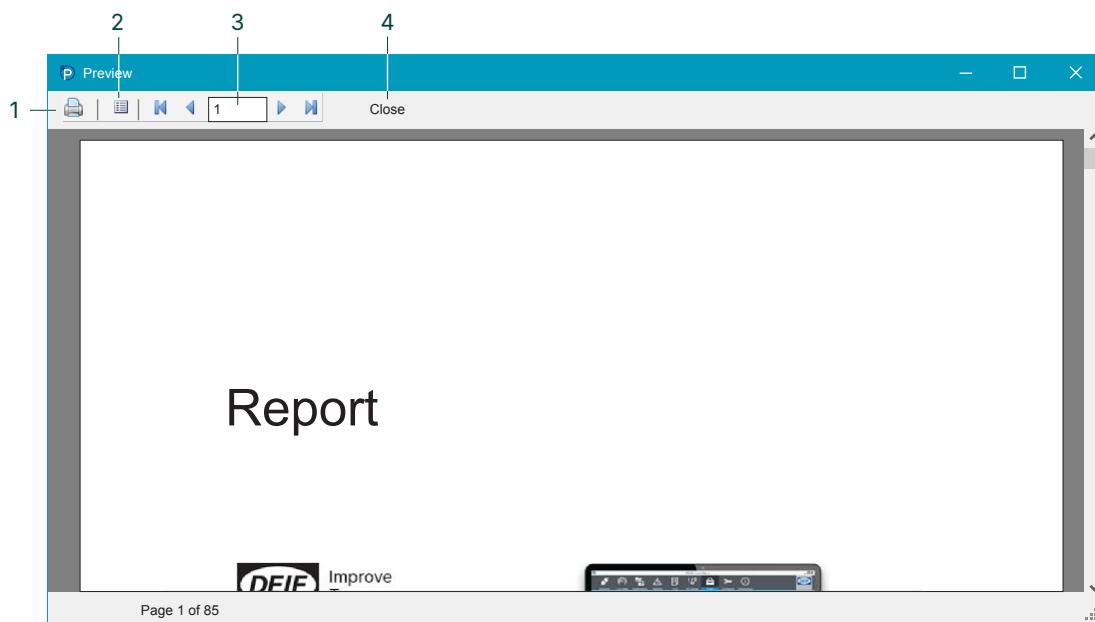 2 3 4
Preview
1
1 Close
Report
DEIF Improve
Page 1 of 85